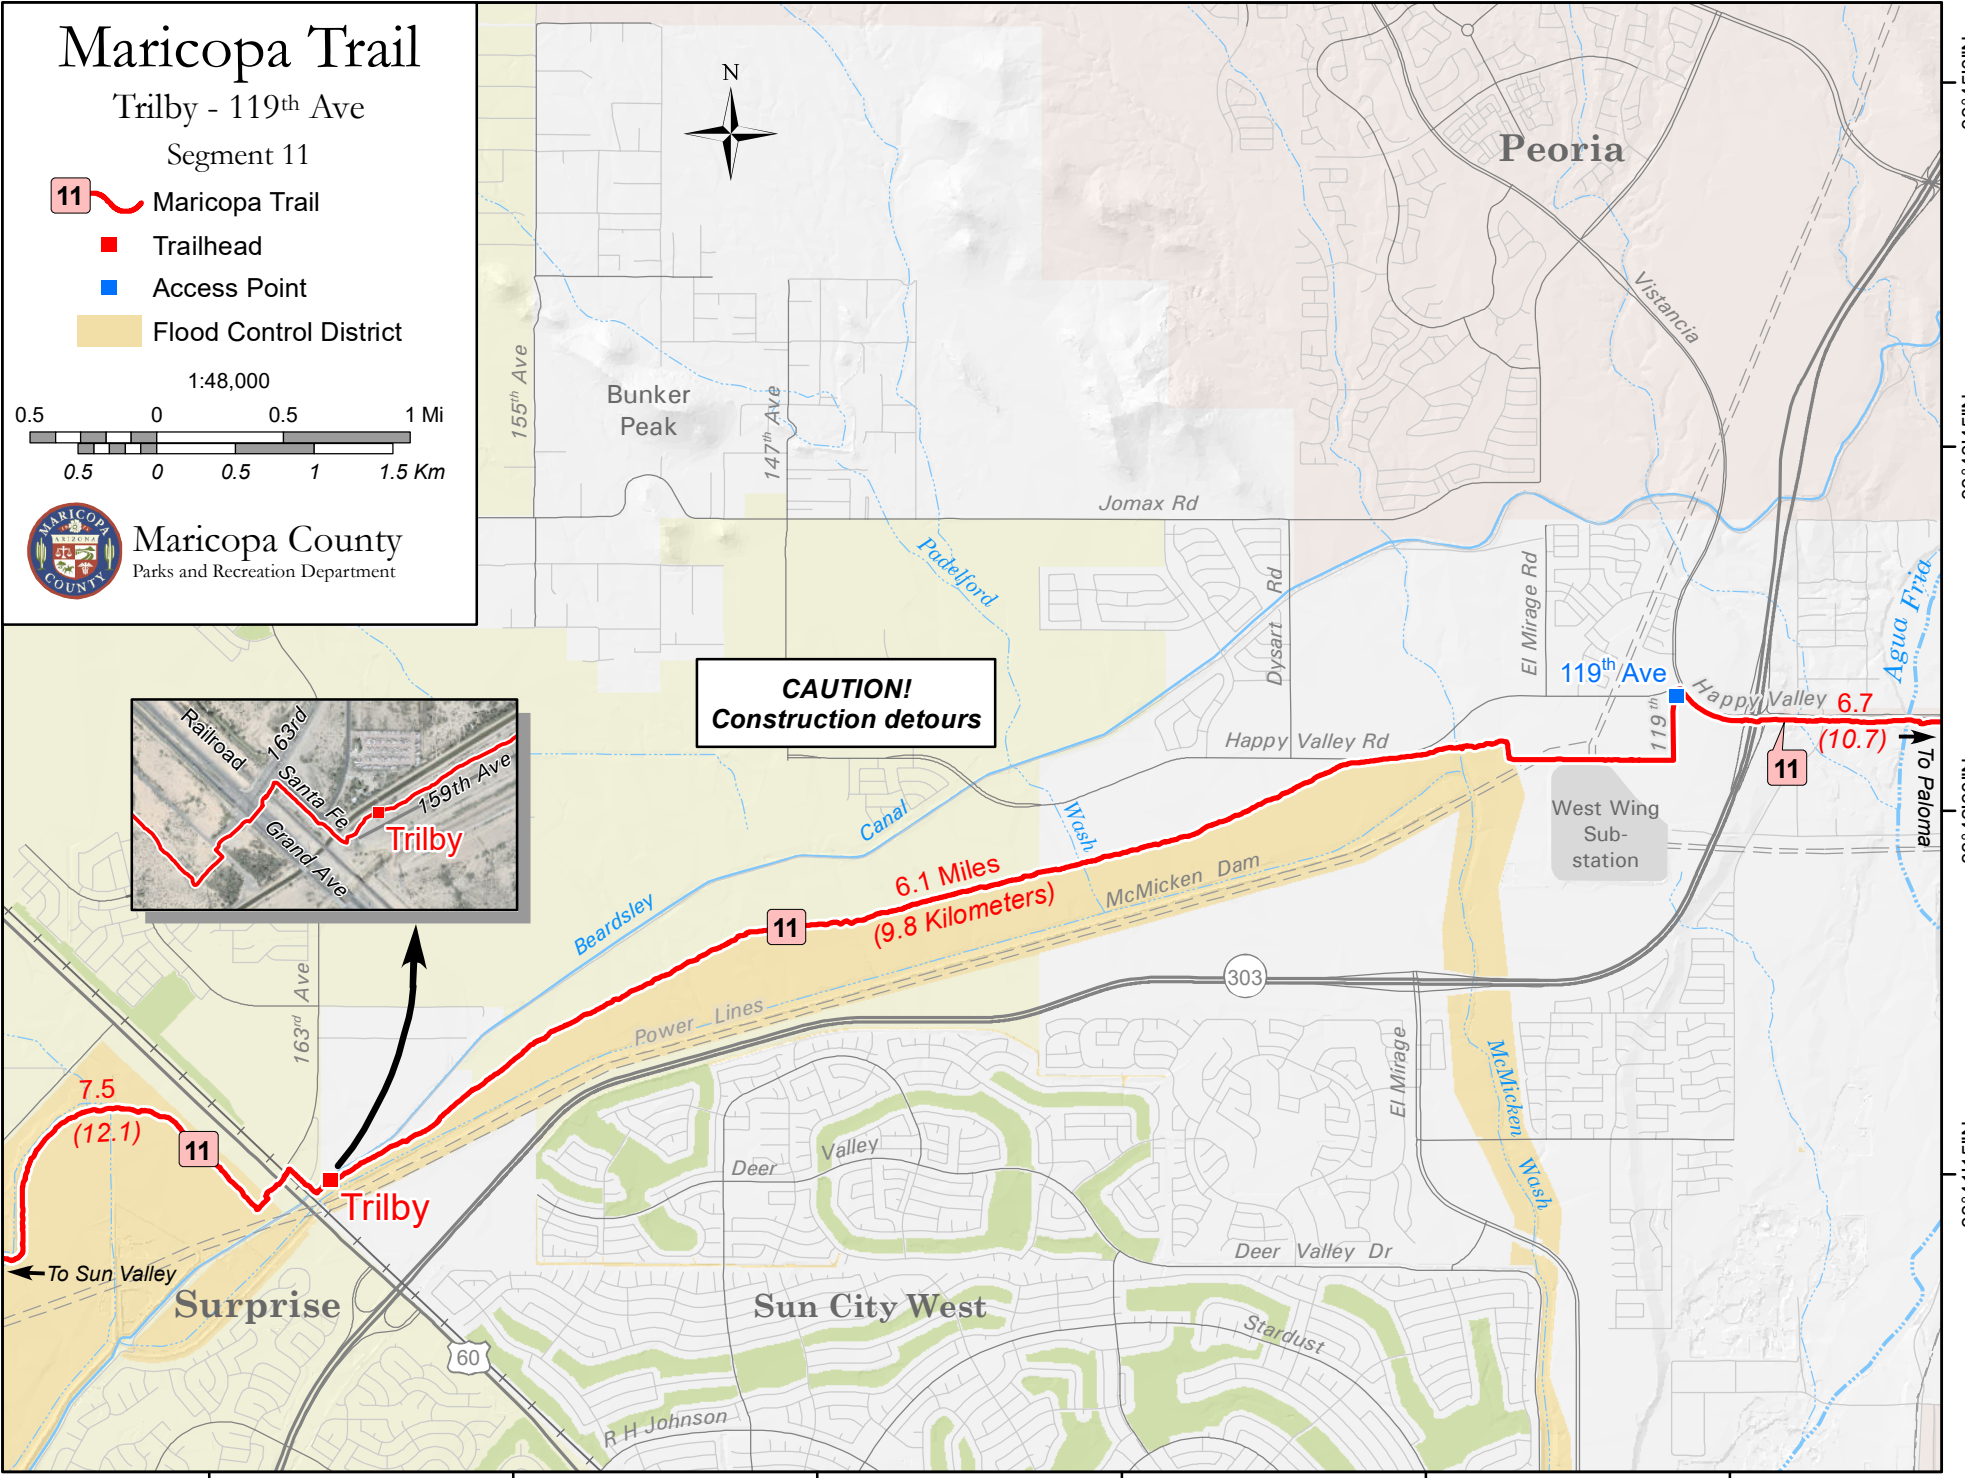 Maricopa Trail
Trilby - 119th Ave
Segment 11
11 Maricopa Trail
Trailhead
Access Point
Flood Control District
1:48,000
0.5 0 0.5 1 Mi
0.5 0 0.5 1 1.5 Km
MARICOPA COUNTY
ARIZONA
Maricopa County
Parks and Recreation Department
N
Peoria
Vistancia
155th Ave
Bunker
Peak
147th Ave
Jomax Rd
Padelford
Wash
Dysart Rd
El Mirage Rd
Agua Fria
CAUTION!
Construction detours
119th Ave
119th
Happy Valley
6.7
(10.7)
11
To Paloma
Happy Valley Rd
West Wing
Sub-
station
Railroad
163rd
Santa Fe
159th Ave
Grand Ave
Trilby
Canal
Beardsley
6.1 Miles
(9.8 Kilometers)
11
McMicken Dam
Power Lines
303
163rd Ave
El Mirage
McMicken
Wash
7.5
(12.1)
11
Trilby
Deer Valley
Deer Valley Dr
To Sun Valley
Surprise
Sun City West
Stardust
60
R H Johnson